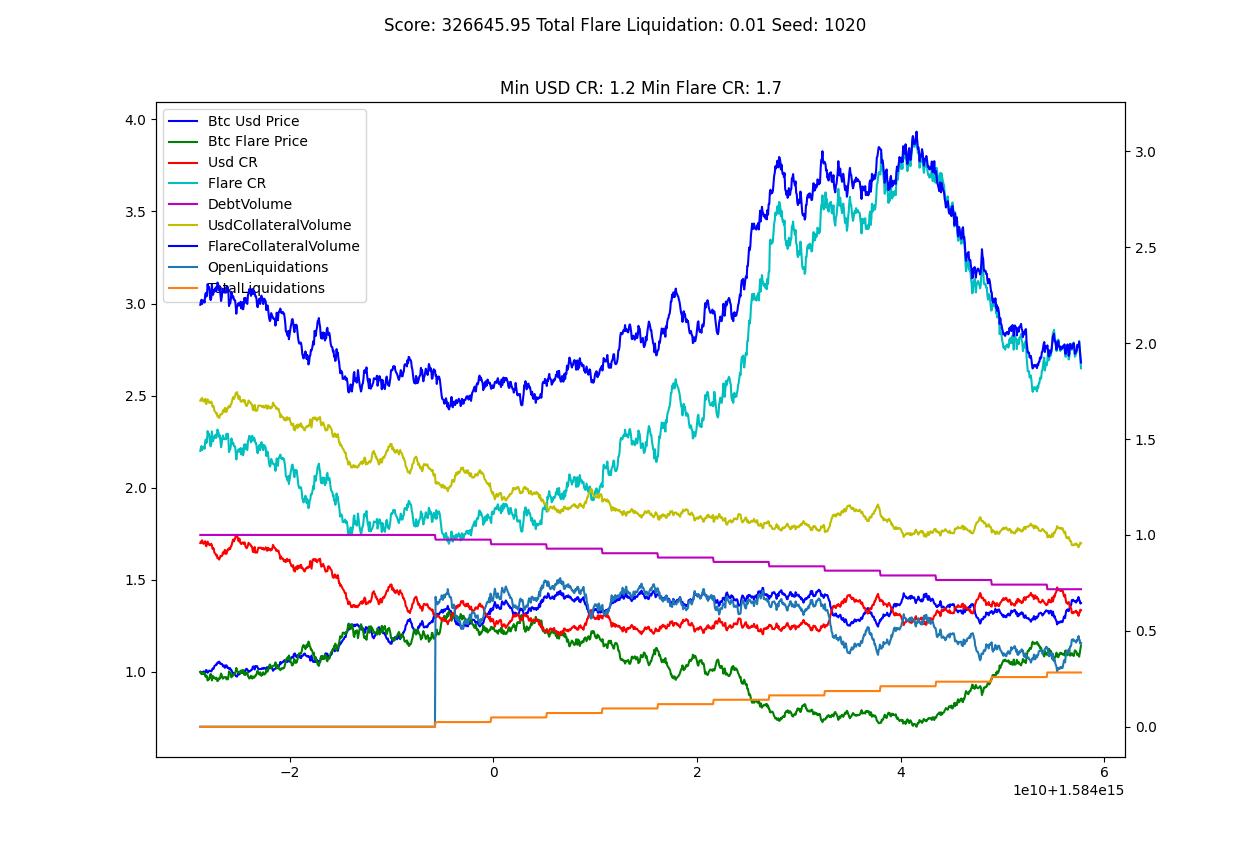 Score: 326645.95 Total Flare Liquidation: 0.01 Seed: 1020
Min USD CR: 1.2 Min Flare CR: 1.7
Btc Usd Price
Btc Flare Price
Usd CR
Flare CR
DebtVolume
UsdCollateralVolume
FlareCollateralVolume
OpenLiquidations
TotalLiquidations
4.0
3.5
3.0
2.5
2.0
1.5
1.0
3.0
2.5
2.0
1.5
1.0
0.5
0.0
−2 0 2 4 6
1e10+1.584e15